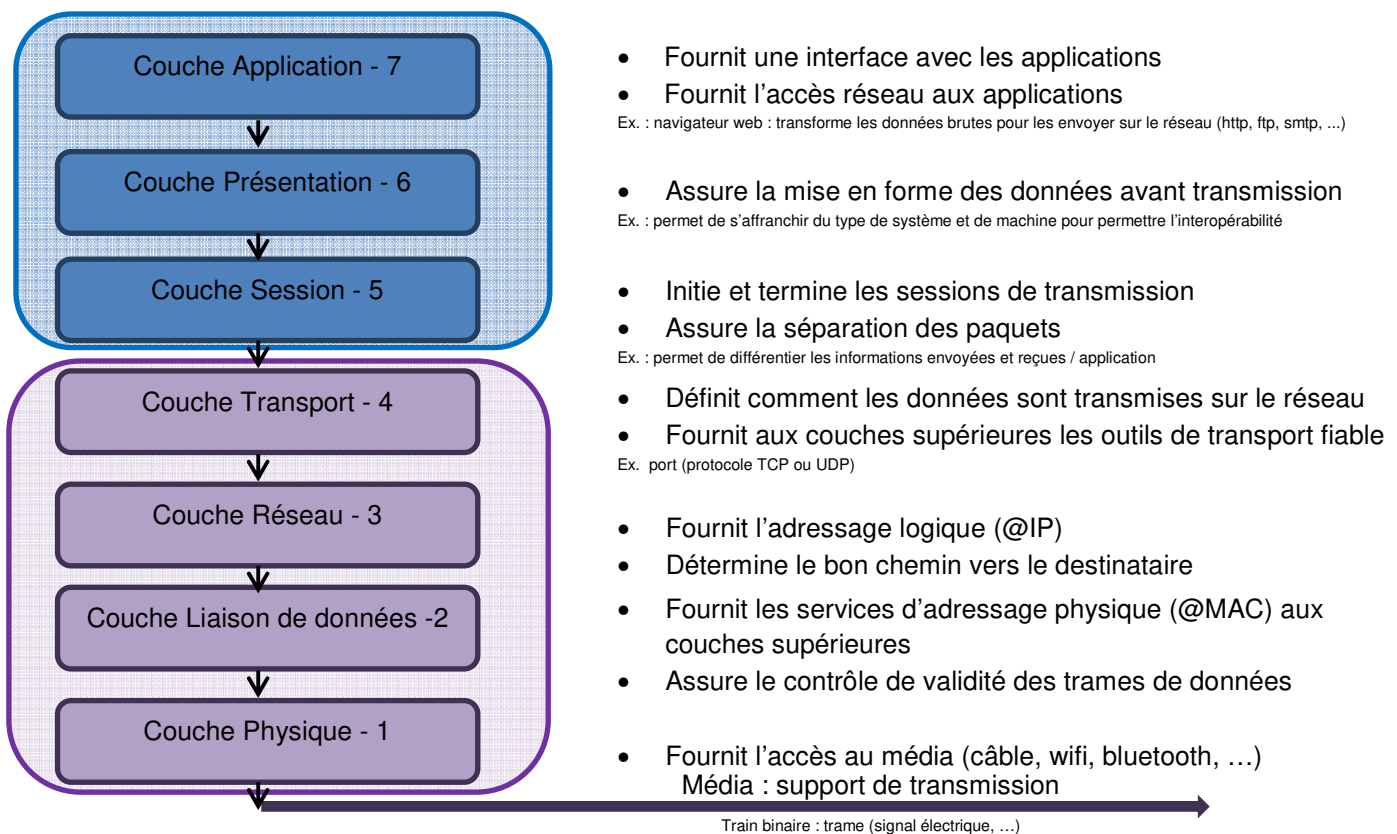 Couche Application - 7
• Fournit une interface avec les applications
• Fournit l'accès réseau aux applications
Ex. : navigateur web : transforme les données brutes pour les envoyer sur le réseau (http, ftp, smtp, ...)
Couche Présentation - 6
• Assure la mise en forme des données avant transmission
Ex. : permet de s'affranchir du type de système et de machine pour permettre l'interopérabilité
Couche Session - 5
• Initie et termine les sessions de transmission
• Assure la séparation des paquets
Ex. : permet de différentier les informations envoyées et reçues / application
Couche Transport - 4
• Définit comment les données sont transmises sur le réseau
• Fournit aux couches supérieures les outils de transport fiable
Ex. port (protocole TCP ou UDP)
Couche Réseau - 3
• Fournit l'adressage logique (@IP)
• Détermine le bon chemin vers le destinataire
Couche Liaison de données -2
• Fournit les services d'adressage physique (@MAC) aux
couches supérieures
• Assure le contrôle de validité des trames de données
Couche Physique - 1
• Fournit l'accès au média (câble, wifi, bluetooth, …)
Média : support de transmission
Train binaire : trame (signal électrique, …)